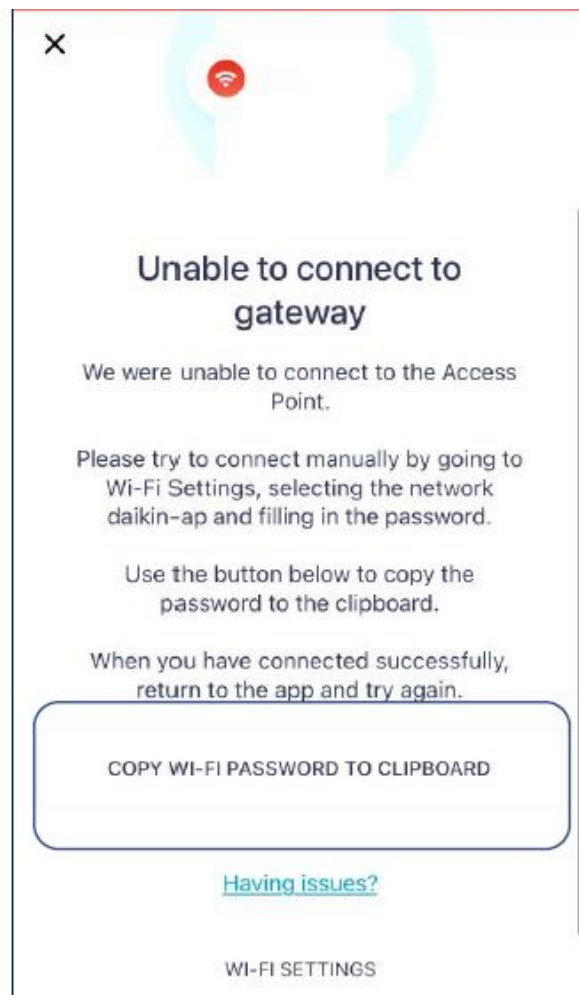 Unable to connect to
gateway
We were unable to connect to the Access
Point.
Please try to connect manually by going to
Wi-Fi Settings, selecting the network
daikin-ap and filling in the password.
Use the button below to copy the
password to the clipboard.
When you have connected successfully,
return to the app and try again.
COPY WI-FI PASSWORD TO CLIPBOARD
Having issues?
WI-FI SETTINGS